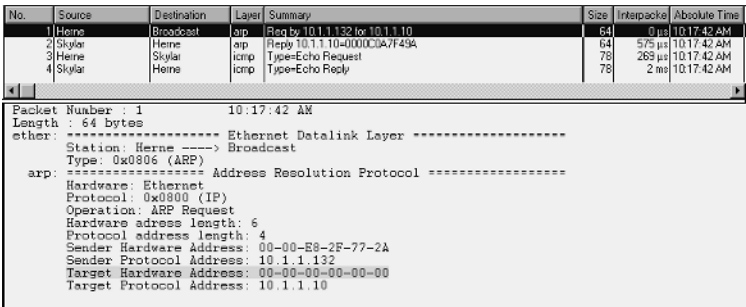 No. Source Destination Layer Summary Size Interpacke Absolute Time
1 Herne Broadcast arp Req by 10.1.1.132 for 10.1.1.10 64 0 µs 10:17:42 AM
2 Skylar Herne arp Reply 10.1.1.10=0000C0A7F49A 64 575 µs 10:17:42 AM
3 Herne Skylar icmp Type=Echo Request 78 269 µs 10:17:42 AM
4 Skylar Herne icmp Type=Echo Reply 78 2 ms 10:17:42 AM
Packet Number : 1 10:17:42 AM
Length : 64 bytes
ether: -------------------- Ethernet Datalink Layer --------------------
Station: Herne ----> Broadcast
Type: 0x0806 (ARP)
arp: ------------------ Address Resolution Protocol ------------------
Hardware: Ethernet
Protocol: 0x0800 (IP)
Operation: ARP Request
Hardware adress length: 6
Protocol address length: 4
Sender Hardware Address: 00-00-E8-2F-77-2A
Sender Protocol Address: 10.1.1.132
Target Hardware Address: 00-00-00-00-00-00
Target Protocol Address: 10.1.1.10